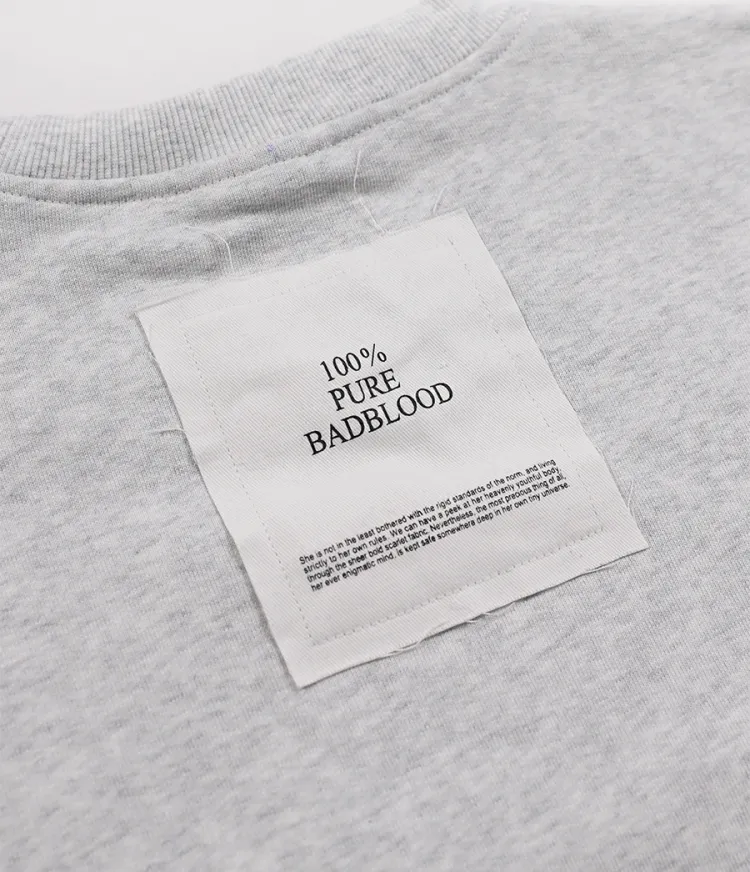 100%
PURE
BADBLOOD
She is not in the least bothered with the rigid standards of the norm, and living
strictly to her own rules. We can have a peek at her heavenly youthful body
through the sheer bold scarlet fabric. Nevertheless, the most precious thing of all,
her ever enigmatic mind, is kept safe somewhere deep in her own tiny universe.